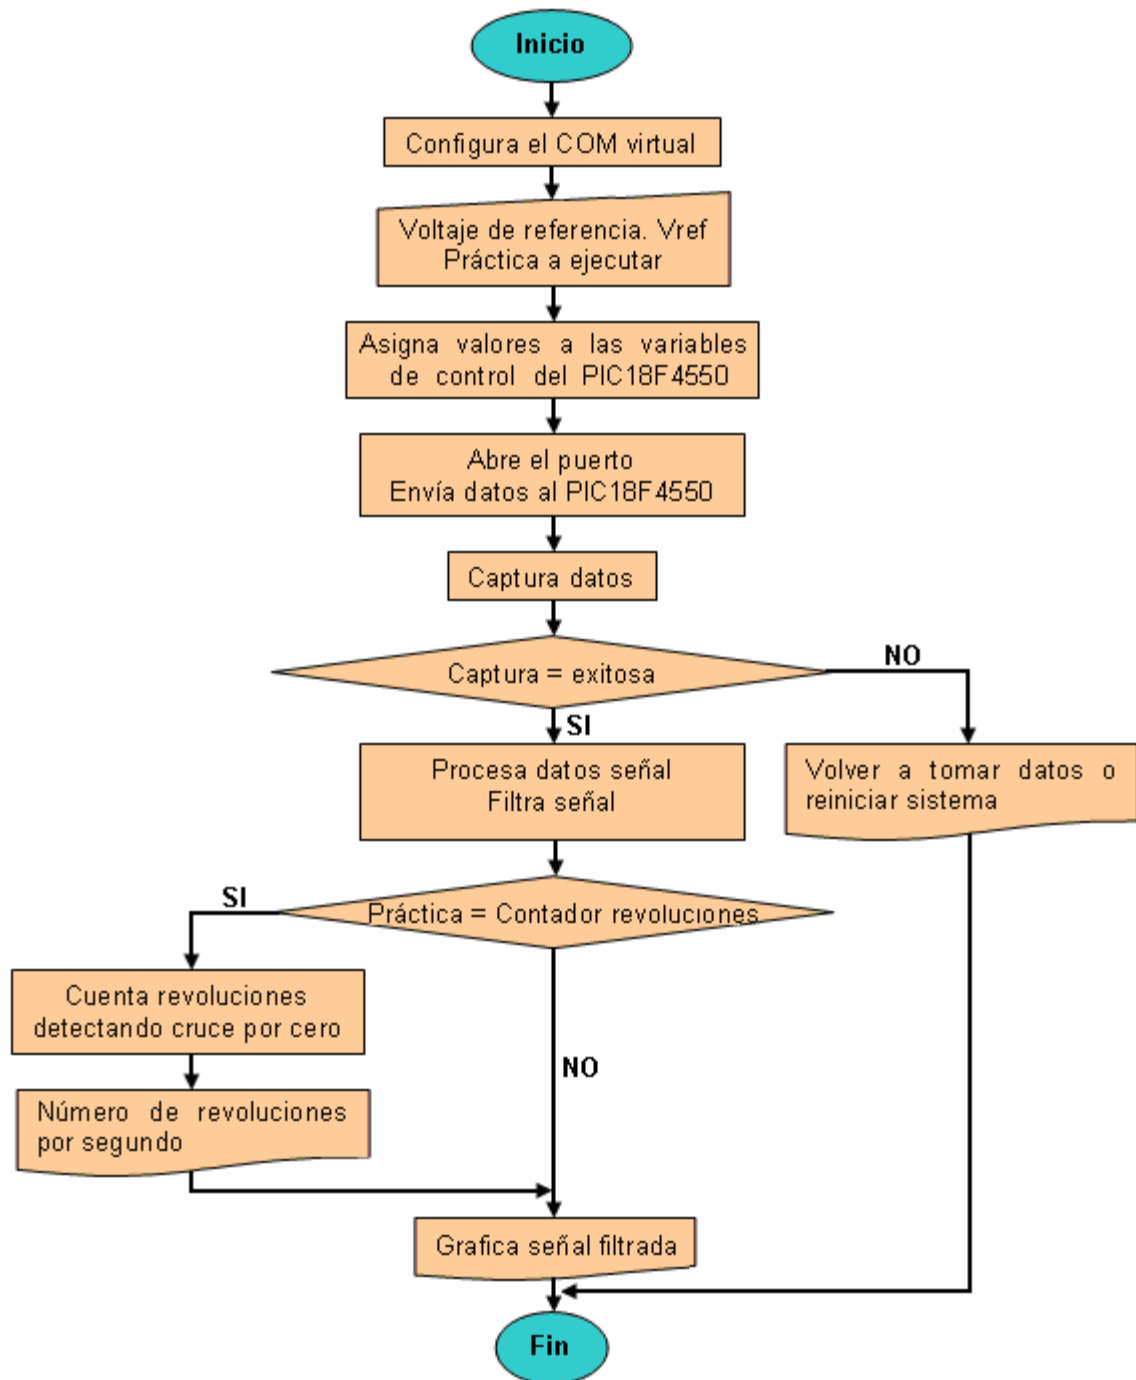 Inicio
Configura el COM virtual
Voltaje de referencia. Vref
Práctica a ejecutar
Asigna valores a las variables
de control del PIC18F4550
Abre el puerto
Envía datos al PIC18F4550
Captura datos
Captura = exitosa
NO
SI
Procesa datos señal
Filtra señal
Volver a tomar datos o
reiniciar sistema
SI
Práctica = Contador revoluciones
Cuenta revoluciones
detectando cruce por cero
NO
Número de revoluciones
por segundo
Grafica señal filtrada
Fin